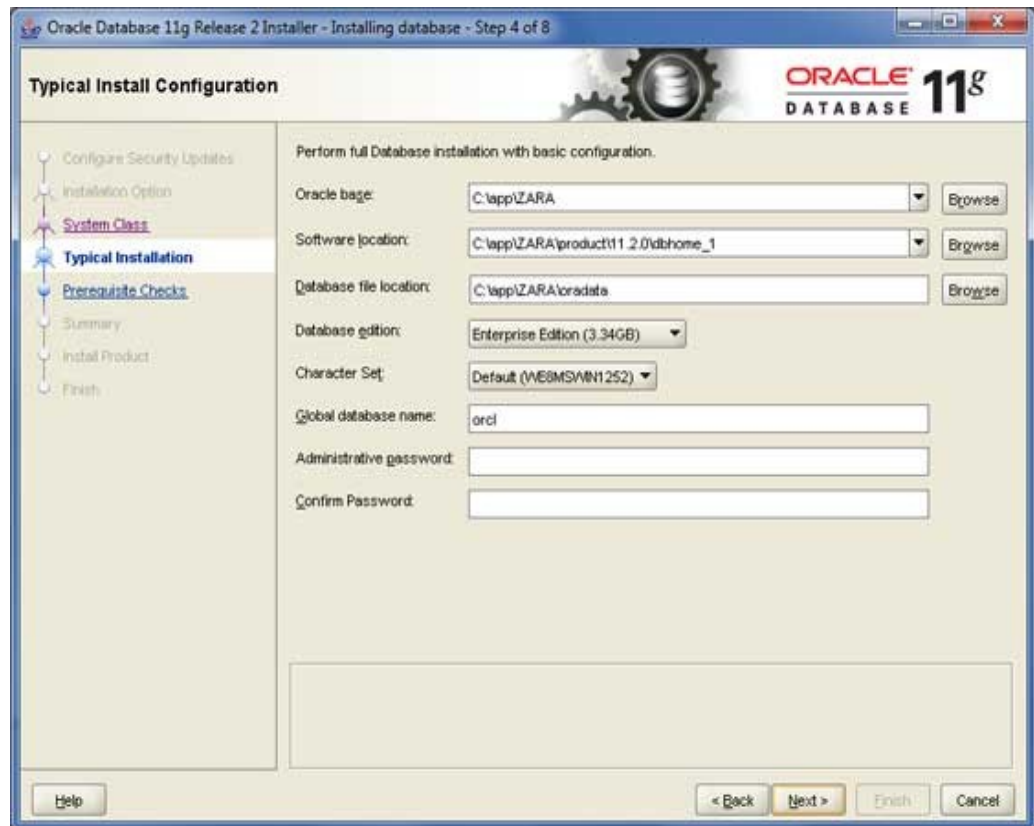 Oracle Database 11g Release 2 Installer - Installing database - Step 4 of 8
Typical Install Configuration
ORACLE
DATABASE
11g
Configure Security Updates
Installation Option
System Class
Typical Installation
Prerequisite Checks
Summary
Install Product
Finish
Perform full Database installation with basic configuration.
Oracle base:
C:\app\ZARA
Browse
Software location:
C:\app\ZARA\product\11.2.0\dbhome_1
Browse
Database file location:
C:\app\ZARA\oradata
Browse
Database edition:
Enterprise Edition (3.34GB)
Character Set:
Default (WE8MSWIN1252)
Global database name:
orcl
Administrative password:
Confirm Password:
Help
< Back
Next >
Finish
Cancel